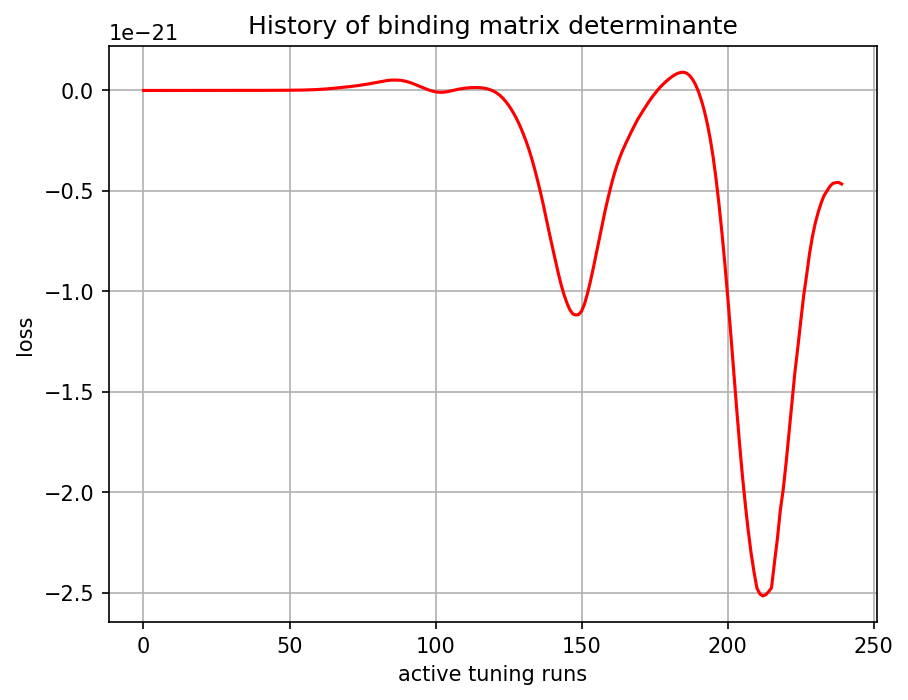 History of binding matrix determinante
1e−21
0.0
−0.5
−1.0
−1.5
−2.0
−2.5
loss
0 50 100 150 200 250
active tuning runs